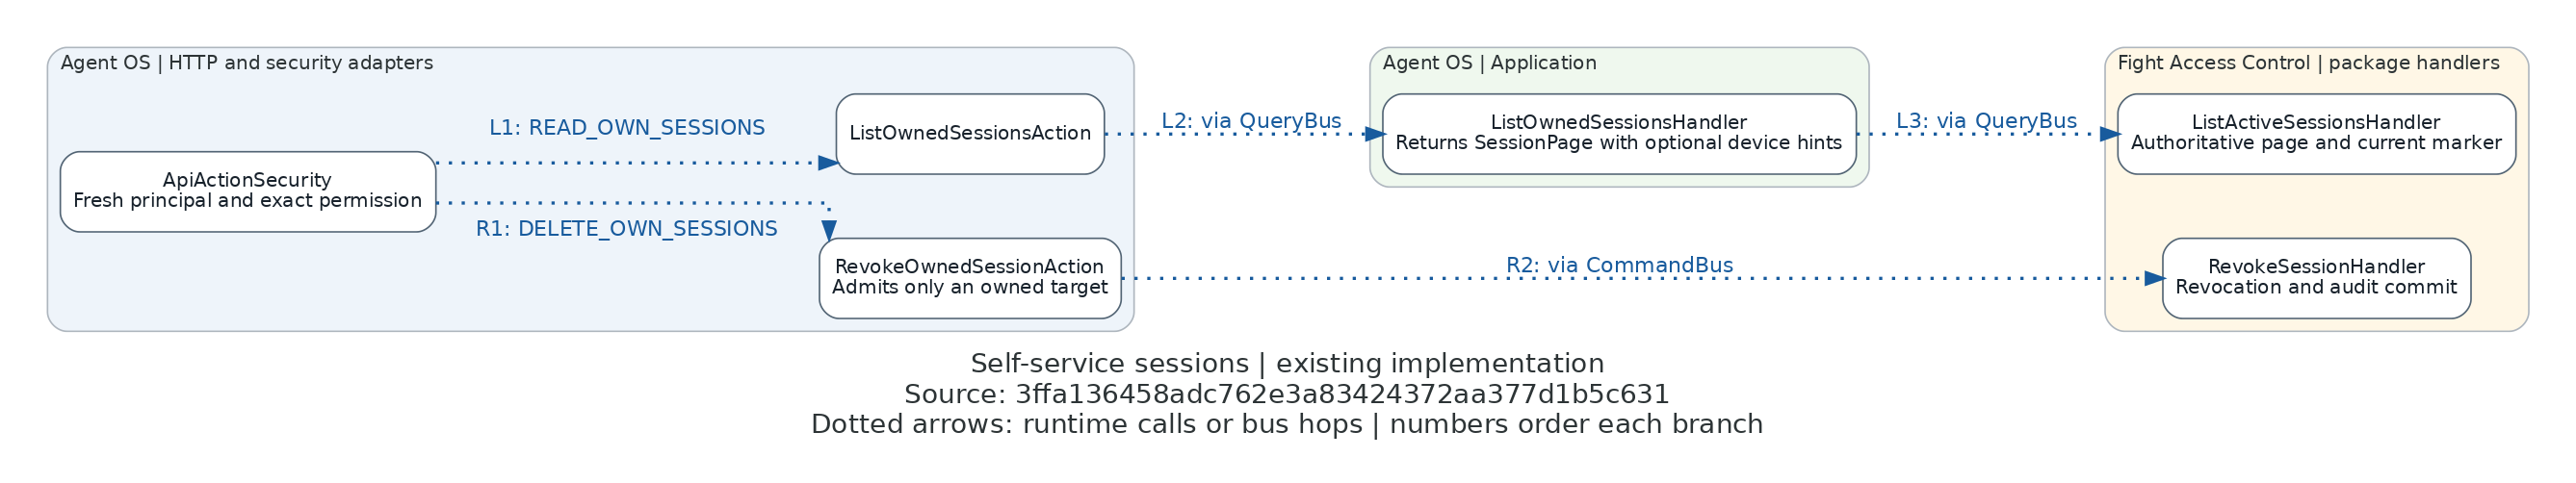 Agent OS | HTTP and security adapters
ApiActionSecurity
Fresh principal and exact permission
L1: READ_OWN_SESSIONS
R1: DELETE_OWN_SESSIONS
ListOwnedSessionsAction
RevokeOwnedSessionAction
Admits only an owned target
L2: via QueryBus
Agent OS | Application
ListOwnedSessionsHandler
Returns SessionPage with optional device hints
L3: via QueryBus
R2: via CommandBus
Fight Access Control | package handlers
ListActiveSessionsHandler
Authoritative page and current marker
RevokeSessionHandler
Revocation and audit commit
Self-service sessions | existing implementation
Source: 3ffa136458adc762e3a83424372aa377d1b5c631
Dotted arrows: runtime calls or bus hops | numbers order each branch